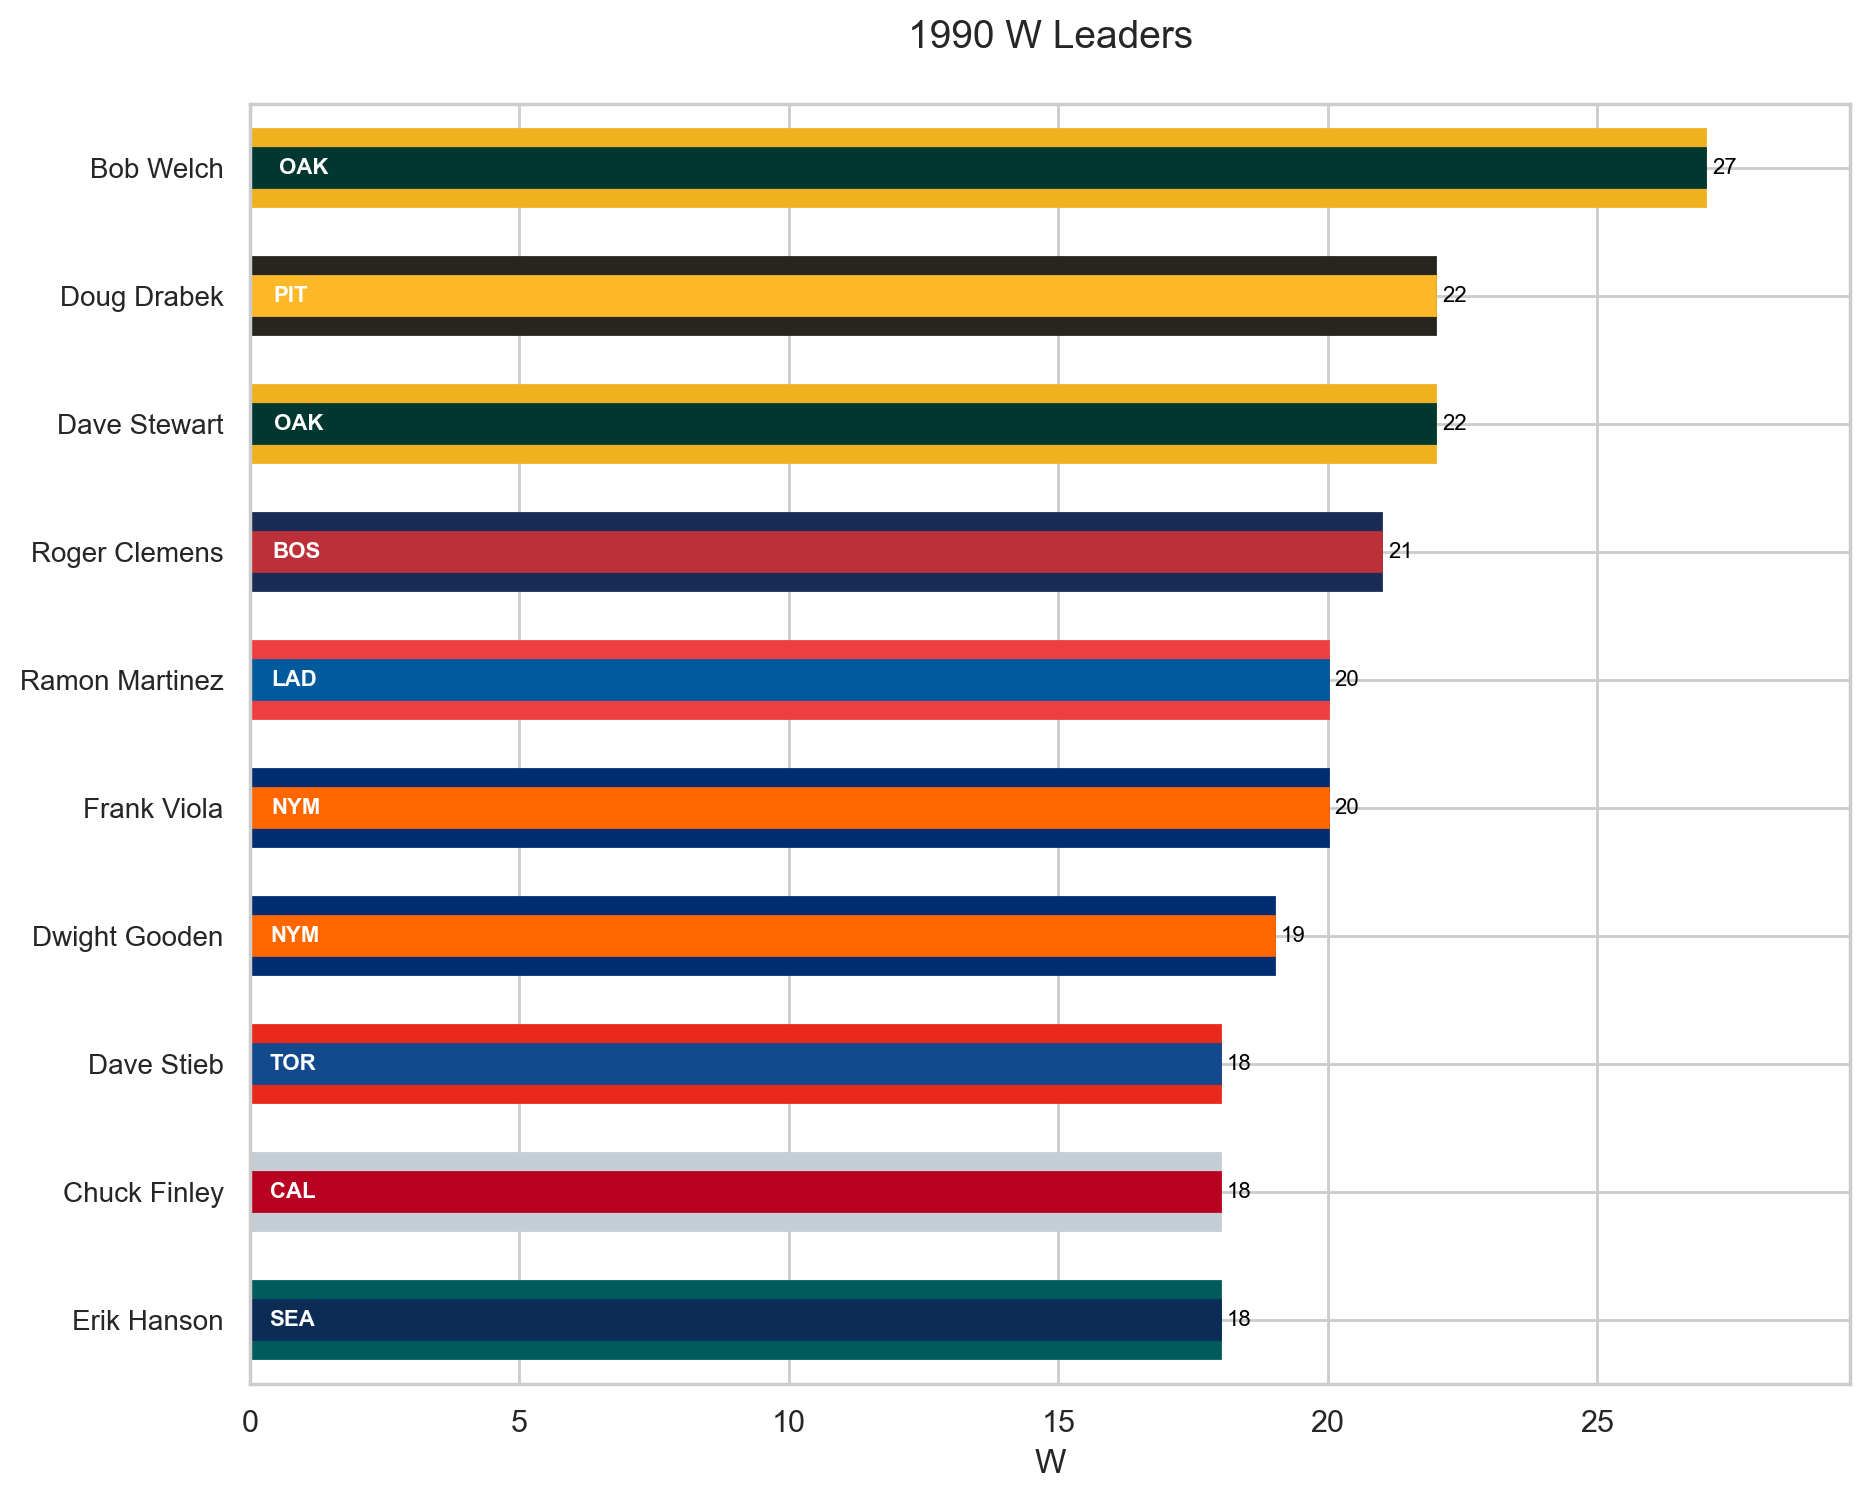 1990 W Leaders
Bob Welch OAK 27
Doug Drabek PIT 22
Dave Stewart OAK 22
Roger Clemens BOS 21
Ramon Martinez LAD 20
Frank Viola NYM 20
Dwight Gooden NYM 19
Dave Stieb TOR 18
Chuck Finley CAL 18
Erik Hanson SEA 18
0 5 10 15 20 25
W